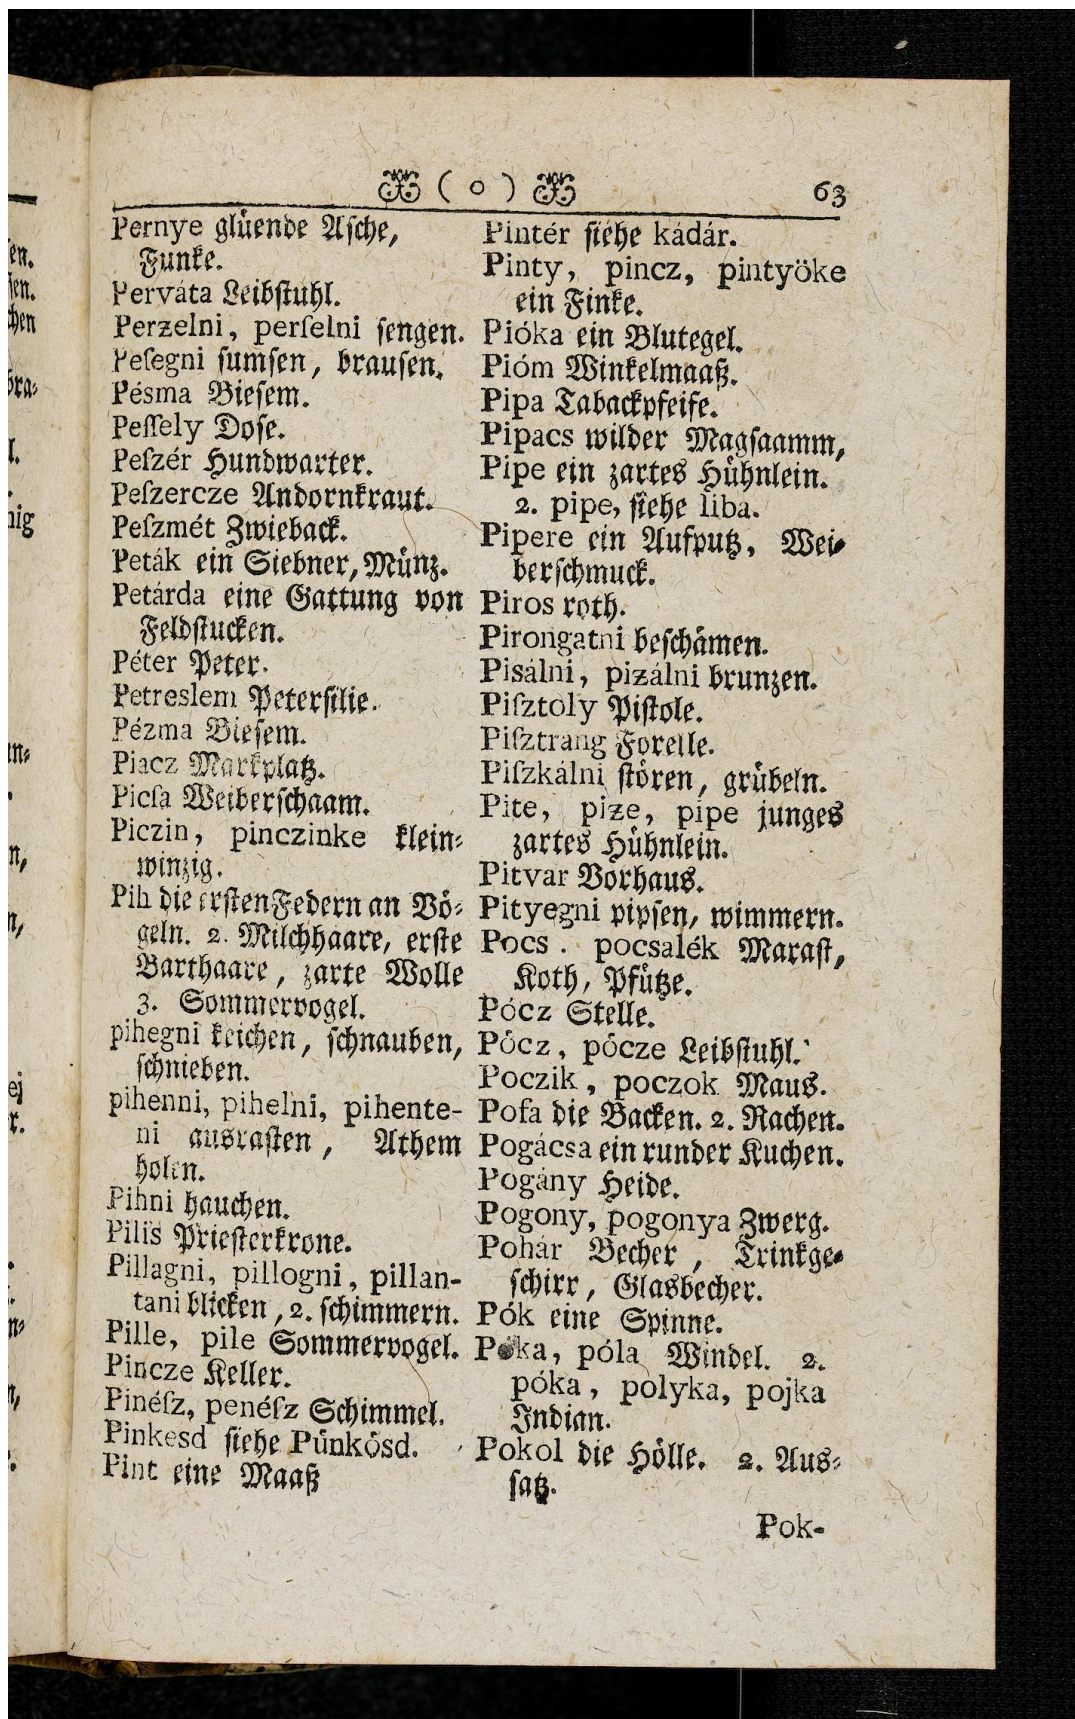 ( o ) 63
Pernye glüende Asche,
Funke.
Perváta Leibstuhl.
Perzelni, perſelni ſengen.
Peſegni ſumſen, brauſen.
Pésma Bieſem.
Peſſely Doſe.
Peſzér Hundwarter.
Peſzercze Andornkraut.
Peſzmét Zwieback.
Peták ein Siebner, Münz.
Petárda eine Gattung von
Feldſtucken.
Péter Peter.
Petreslem Peterſilie.
Pézma Bieſem.
Piacz Markplatz.
Picſa Weiberſchaam.
Piczin, pinczinke klein-
winzig.
Pih die erſten Federn an Vö-
geln. 2. Milchhaare, erſte
Barthaare, zarte Wolle
3. Sommervogel.
pihegni keichen, ſchnauben,
ſchnieben.
pihenni, pihelni, pihente-
ni ausraſten, Athem
holen.
Pihni hauchen.
Pilis Prieſterkrone.
Pillagni, pillogni, pillan-
tani blicken, 2. ſchimmern.
Pille, pile Sommervogel.
Pincze Keller.
Pinéſz, penéſz Schimmel.
Pinkesd ſiehe Pünkösd.
Pint eine Maaß
Pintér ſiehe kádár.
Pinty, pincz, pintyöke
ein Finke.
Pióka ein Blutegel.
Pióm Winkelmaaß.
Pipa Tabackpfeife.
Pipacs wilder Magſaamm,
Pipe ein zartes Hühnlein.
2. pipe, ſiehe liba.
Pipere ein Aufputz, Wei-
berſchmuck.
Piros roth.
Pirongatni beſchämen.
Pisálni, pizálni brunzen.
Piſztoly Piſtole.
Piſztrang Forelle.
Piſzkálni ſtören, grübeln.
Pite, pize, pipe junges
zartes Hühnlein.
Pitvar Vorhaus.
Pityegni pipſen, wimmern.
Pocs. pocsalék Maraſt,
Koth, Pfütze.
Pócz Stelle.
Pöcz, pöcze Leibſtuhl.
Poczik, poczok Maus.
Pofa die Backen. 2. Rachen.
Pogácsa ein runder Kuchen.
Pogány Heide.
Pogony, pogonya Zwerg.
Pohár Becher, Trinkge-
ſchirr, Glasbecher.
Pók eine Spinne.
Póka, póla Windel. 2.
póka, polyka, pojka
Indian.
Pokol die Hölle. 2. Aus-
ſatz.
Pok-